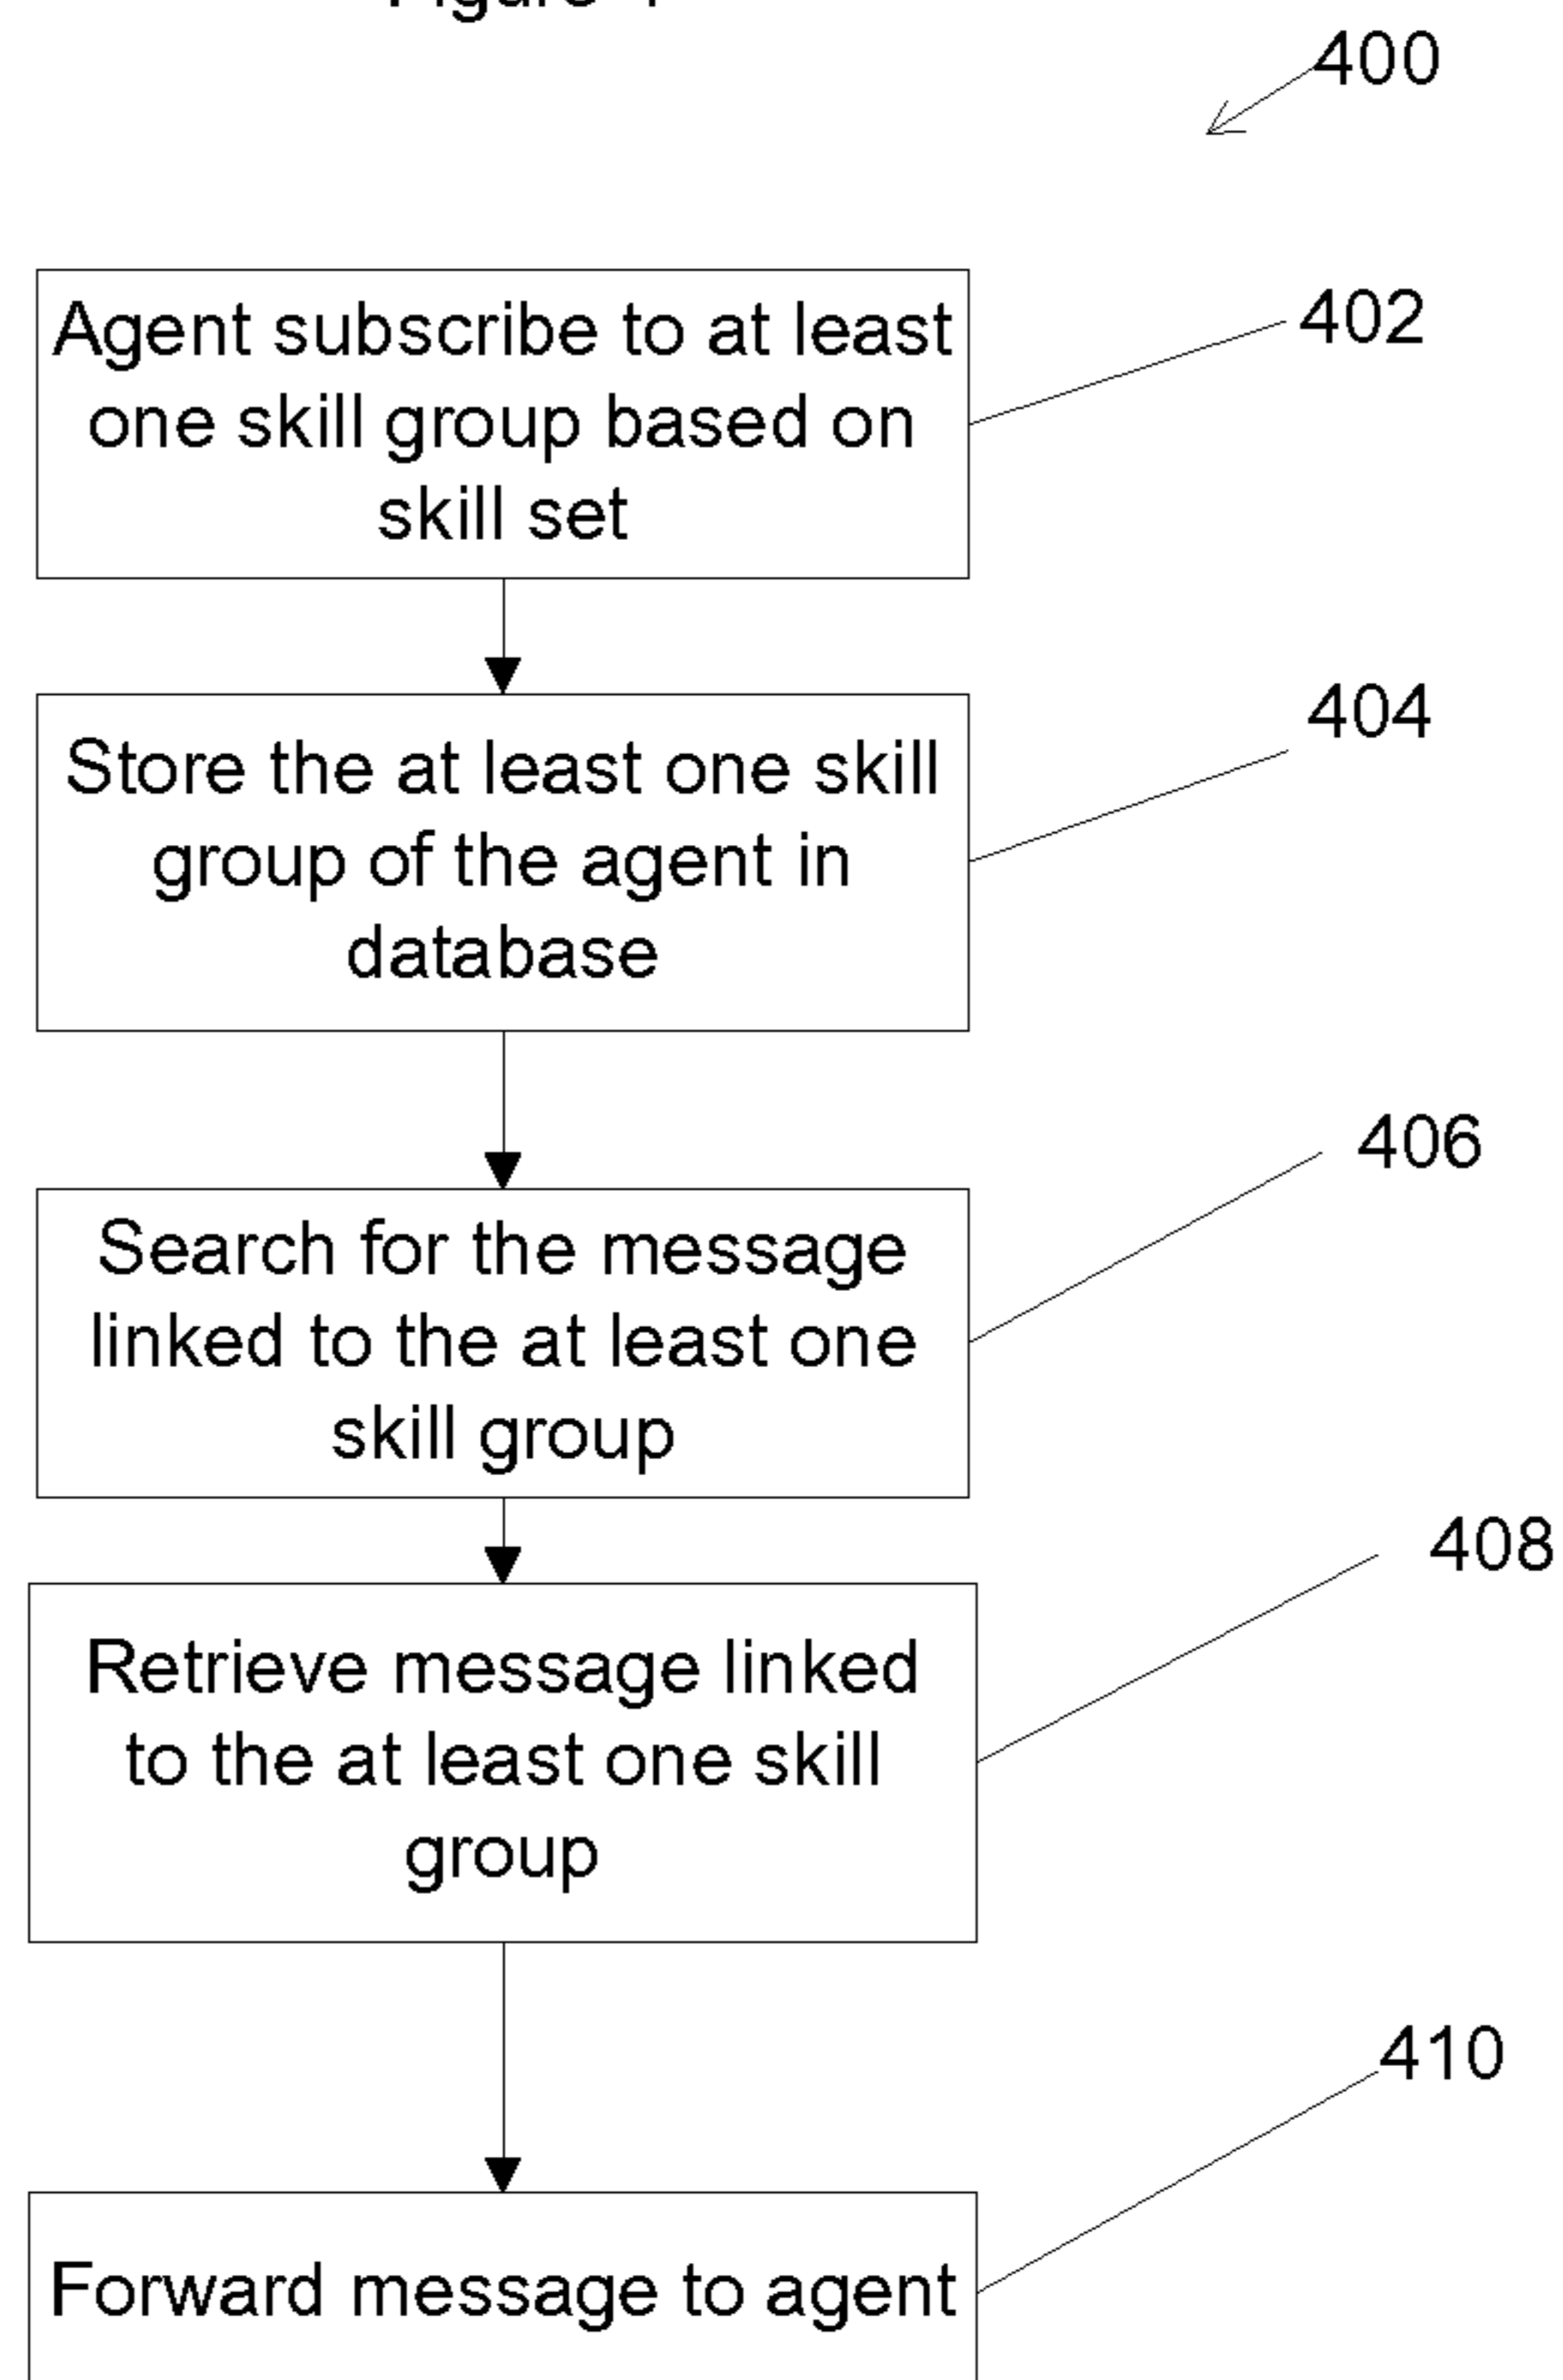 Figure 4
400
Agent subscribe to at least
one skill group based on
skill set
402
Store the at least one skill
group of the agent in
database
404
Search for the message
linked to the at least one
skill group
406
Retrieve message linked
to the at least one skill
group
408
Forward message to agent
410